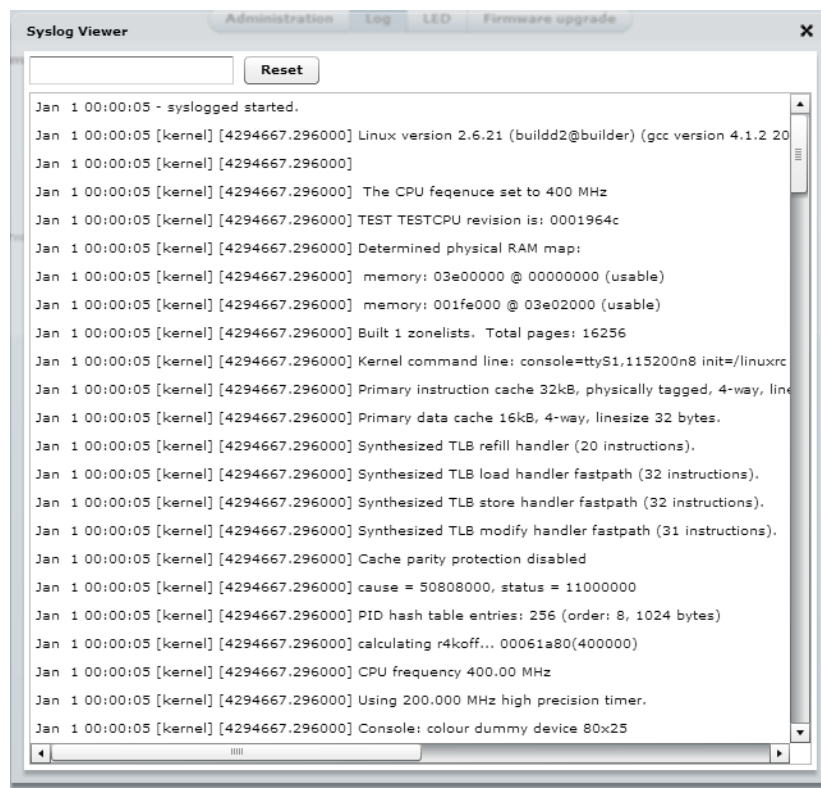 Administration Log LED Firmware upgrade
Syslog Viewer
Reset
Jan 1 00:00:05 - syslogged started.
Jan 1 00:00:05 [kernel] [4294667.296000] Linux version 2.6.21 (buildd2@builder) (gcc version 4.1.2 20
Jan 1 00:00:05 [kernel] [4294667.296000]
Jan 1 00:00:05 [kernel] [4294667.296000] The CPU feqenuce set to 400 MHz
Jan 1 00:00:05 [kernel] [4294667.296000] TEST TESTCPU revision is: 0001964c
Jan 1 00:00:05 [kernel] [4294667.296000] Determined physical RAM map:
Jan 1 00:00:05 [kernel] [4294667.296000] memory: 03e00000 @ 00000000 (usable)
Jan 1 00:00:05 [kernel] [4294667.296000] memory: 001fe000 @ 03e02000 (usable)
Jan 1 00:00:05 [kernel] [4294667.296000] Built 1 zonelists. Total pages: 16256
Jan 1 00:00:05 [kernel] [4294667.296000] Kernel command line: console=ttyS1,115200n8 init=/linuxrc
Jan 1 00:00:05 [kernel] [4294667.296000] Primary instruction cache 32kB, physically tagged, 4-way, line
Jan 1 00:00:05 [kernel] [4294667.296000] Primary data cache 16kB, 4-way, linesize 32 bytes.
Jan 1 00:00:05 [kernel] [4294667.296000] Synthesized TLB refill handler (20 instructions).
Jan 1 00:00:05 [kernel] [4294667.296000] Synthesized TLB load handler fastpath (32 instructions).
Jan 1 00:00:05 [kernel] [4294667.296000] Synthesized TLB store handler fastpath (32 instructions).
Jan 1 00:00:05 [kernel] [4294667.296000] Synthesized TLB modify handler fastpath (31 instructions).
Jan 1 00:00:05 [kernel] [4294667.296000] Cache parity protection disabled
Jan 1 00:00:05 [kernel] [4294667.296000] cause = 50808000, status = 11000000
Jan 1 00:00:05 [kernel] [4294667.296000] PID hash table entries: 256 (order: 8, 1024 bytes)
Jan 1 00:00:05 [kernel] [4294667.296000] calculating r4koff... 00061a80(400000)
Jan 1 00:00:05 [kernel] [4294667.296000] CPU frequency 400.00 MHz
Jan 1 00:00:05 [kernel] [4294667.296000] Using 200.000 MHz high precision timer.
Jan 1 00:00:05 [kernel] [4294667.296000] Console: colour dummy device 80x25